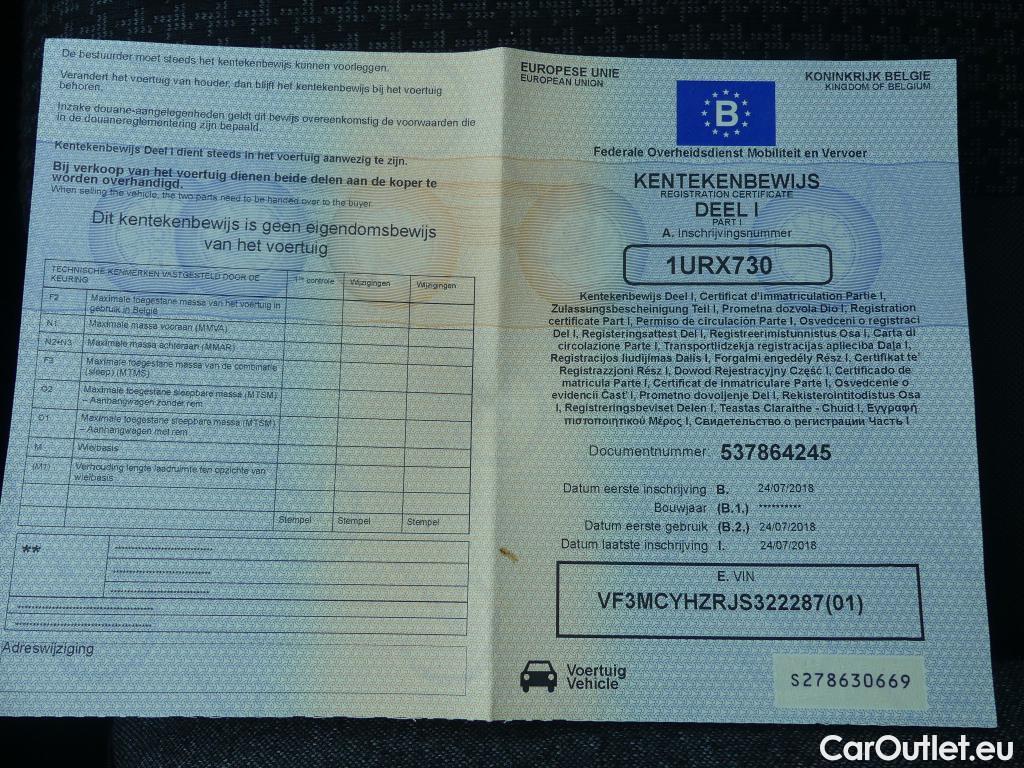 De bestuurder moet steeds het kentekenbewijs kunnen voorleggen.
Verandert het voertuig van houder, dan blijft het kentekenbewijs bij het voertuig
behoren.
Inzake douane-aangelegenheden geldt dit bewijs overeenkomstig de voorwaarden die
in de douanereglementering zijn bepaald.
Kentekenbewijs Deel I dient steeds in het voertuig aanwezig te zijn.
Bij verkoop van het voertuig dienen beide delen aan de koper te
worden overhandigd.
When selling the vehicle, the two parts need to be handed over to the buyer.
Dit kentekenbewijs is geen eigendomsbewijs
van het voertuig
TECHNISCHE KENMERKEN VASTGESTELD DOOR DE
KEURING
1ste controle Wijzigingen Wijzigingen
F2 Maximale toegestane massa van het voertuig in
gebruik in Belgie
N1 Maximale massa vooraan (MMVA)
N2+N3 Maximale massa achteraan (MMAR)
F3 Maximale toegestane massa van de combinatie
(sleep) (MTMS)
O2 Maximale toegestane sleepbare massa (MTSM)
– Aanhangwagen zonder rem
O1 Maximale toegestane sleepbare massa (MTSM)
– Aanhangwagen met rem
M Wielbasis
(M1) Verhouding lengte laadruimte ten opzichte van
wielbasis
Stempel Stempel Stempel
**
Adreswijziging
EUROPESE UNIE
EUROPEAN UNION
KONINKRIJK BELGIE
KINGDOM OF BELGIUM
B
Federale Overheidsdienst Mobiliteit en Vervoer
KENTEKENBEWIJS
REGISTRATION CERTIFICATE
DEEL I
PART I
A. Inschrijvingsnummer
1URX730
Kentekenbewijs Deel I, Certificat d'immatriculation Partie I,
Zulassungsbescheinigung Teil I, Prometna dozvola Dio I, Registration
certificate Part I, Permiso de circulación Parte I, Osvedceni o registraci
Del I, Registeringsattest Del I, Registreerimistunnistus Osa I, Carta di
circolazione Parte I, Transportlidzekja registracijas apliecība Daļa I,
Registracijos liudijimas Dalis I, Forgalmi engedély Rész I, Certifikat te'
Registrazzjoni Rész I, Dowod Rejestracyjny Część I, Certificado de
matricula Parte I, Certificat de inmatriculare Parte I, Osvedcenie o
evidencii Časť I, Prometno dovoljenje Del I, Rekisterointitodistus Osa
I, Registreringsbeviset Delen I, Teastas Claraithe - Chuid I, Εγγραφή
πιστοποιητικού Μέρος I, Свидетельство о регистрации Часть I
Documentnummer: 537864245
Datum eerste inschrijving B. 24/07/2018
Bouwjaar (B.1.) **********
Datum eerste gebruik (B.2.) 24/07/2018
Datum laatste inschrijving I. 24/07/2018
E. VIN
VF3MCYHZRJS322287(01)
Voertuig
Vehicle
S278630669
CarOutlet.eu